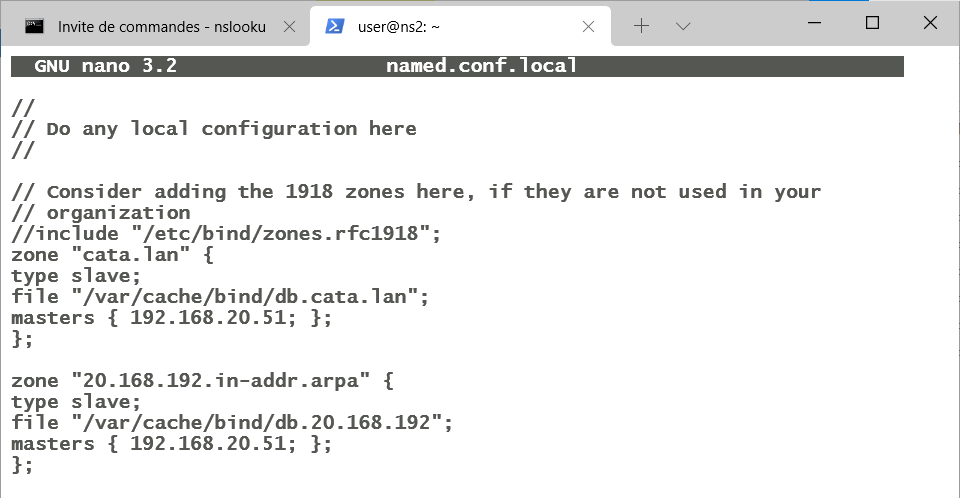 Invite de commandes - nslooku
user@ns2: ~
GNU nano 3.2 named.conf.local
//
// Do any local configuration here
//
// Consider adding the 1918 zones here, if they are not used in your
// organization
//include "/etc/bind/zones.rfc1918";
zone "cata.lan" {
type slave;
file "/var/cache/bind/db.cata.lan";
masters { 192.168.20.51; };
};
zone "20.168.192.in-addr.arpa" {
type slave;
file "/var/cache/bind/db.20.168.192";
masters { 192.168.20.51; };
};